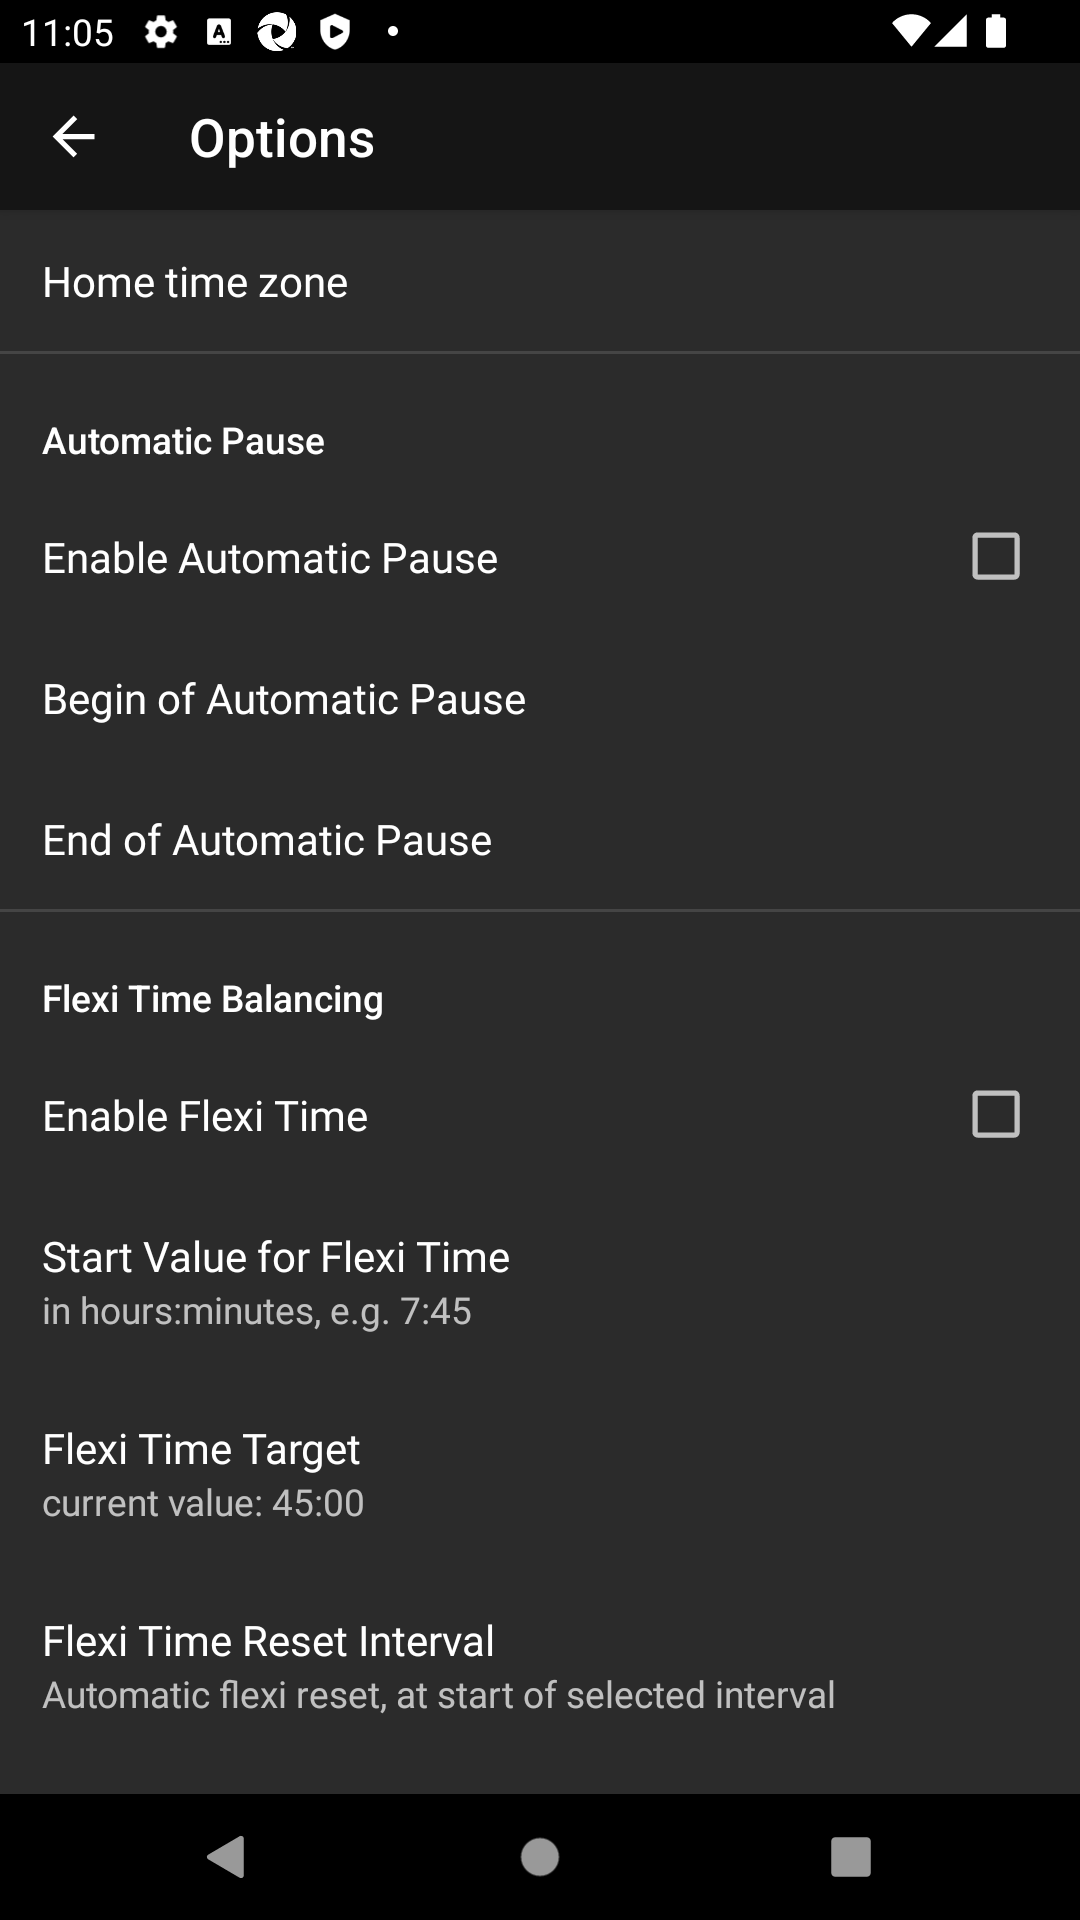 11:05
Options
Home time zone
Automatic Pause
Enable Automatic Pause
Begin of Automatic Pause
End of Automatic Pause
Flexi Time Balancing
Enable Flexi Time
Start Value for Flexi Time
in hours:minutes, e.g. 7:45
Flexi Time Target
current value: 45:00
Flexi Time Reset Interval
Automatic flexi reset, at start of selected interval